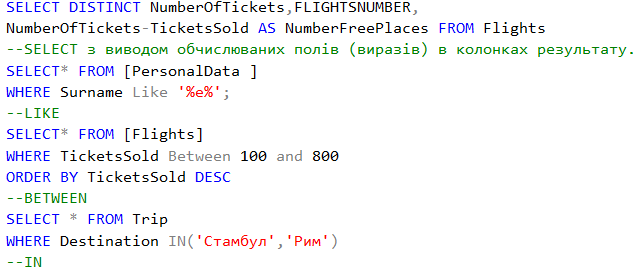 SELECT DISTINCT NumberOfTickets,FLIGHTSNUMBER,
NumberOfTickets-TicketsSold AS NumberFreePlaces FROM Flights
--SELECT з виводом обчислюваних полів (виразів) в колонках результату.
SELECT* FROM [PersonalData ]
WHERE Surname Like '%e%';
--LIKE
SELECT* FROM [Flights]
WHERE TicketsSold Between 100 and 800
ORDER BY TicketsSold DESC
--BETWEEN
SELECT * FROM Trip
WHERE Destination IN('Стамбул','Рим')
--IN